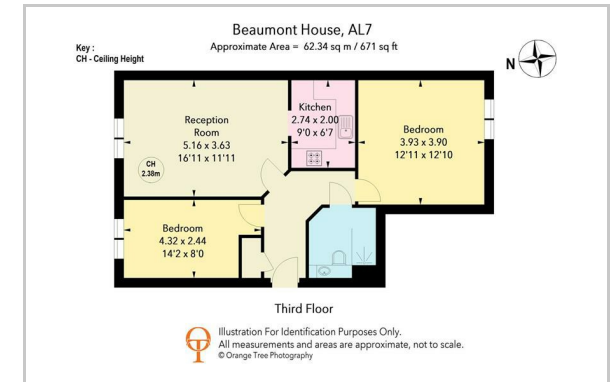 Beaumont House, AL7
Approximate Area = 62.34 sq m / 671 sq ft
Key :
CH - Ceiling Height
N
Reception
Room
5.16 x 3.63
16'11 x 11'11
CH
2.38m
Kitchen
2.74 x 2.00
9'0 x 6'7
Bedroom
3.93 x 3.90
12'11 x 12'10
Bedroom
4.32 x 2.44
14'2 x 8'0
Third Floor
Illustration For Identification Purposes Only.
All measurements and areas are approximate, not to scale.
© Orange Tree Photography